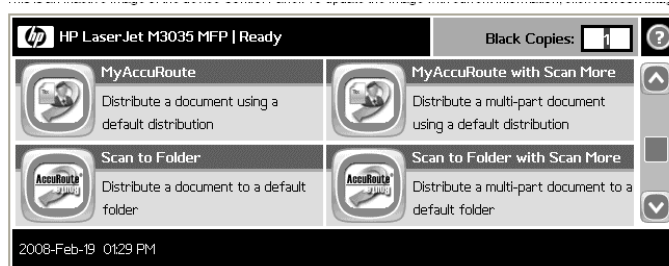 hp HP LaserJet M3035 MFP | Ready
Black Copies: 1
?
MyAccuRoute
Distribute a document using a
default distribution
MyAccuRoute with Scan More
Distribute a multi-part document
using a default distribution
AccuRoute
Scan to Folder
Distribute a document to a default
folder
AccuRoute
Scan to Folder with Scan More
Distribute a multi-part document to a
default folder
2008-Feb-19 01:29 PM